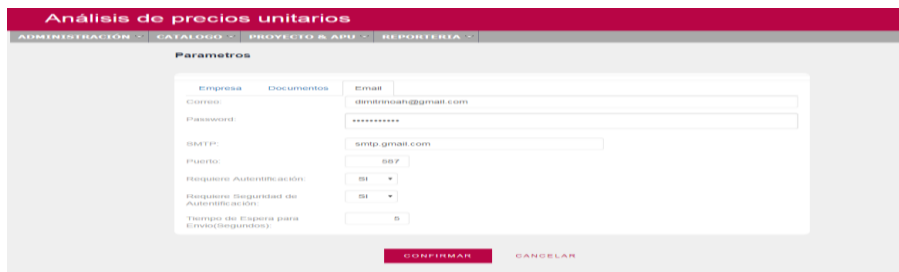 Análisis de precios unitarios
ADMINISTRACIÓN CATALOGO PROYECTO & APU REPORTERIA
Parametros
Empresa Documentos Email
Correo: dimitrinoah@gmail.com
Password: ***********
SMTP: smtp.gmail.com
Puerto: 587
Requiere Autentificación: SI
Requiere Seguridad de
Autentificación: SI
Tiempo de Espera para
Envio(Segundos): 5
CONFIRMAR CANCELAR